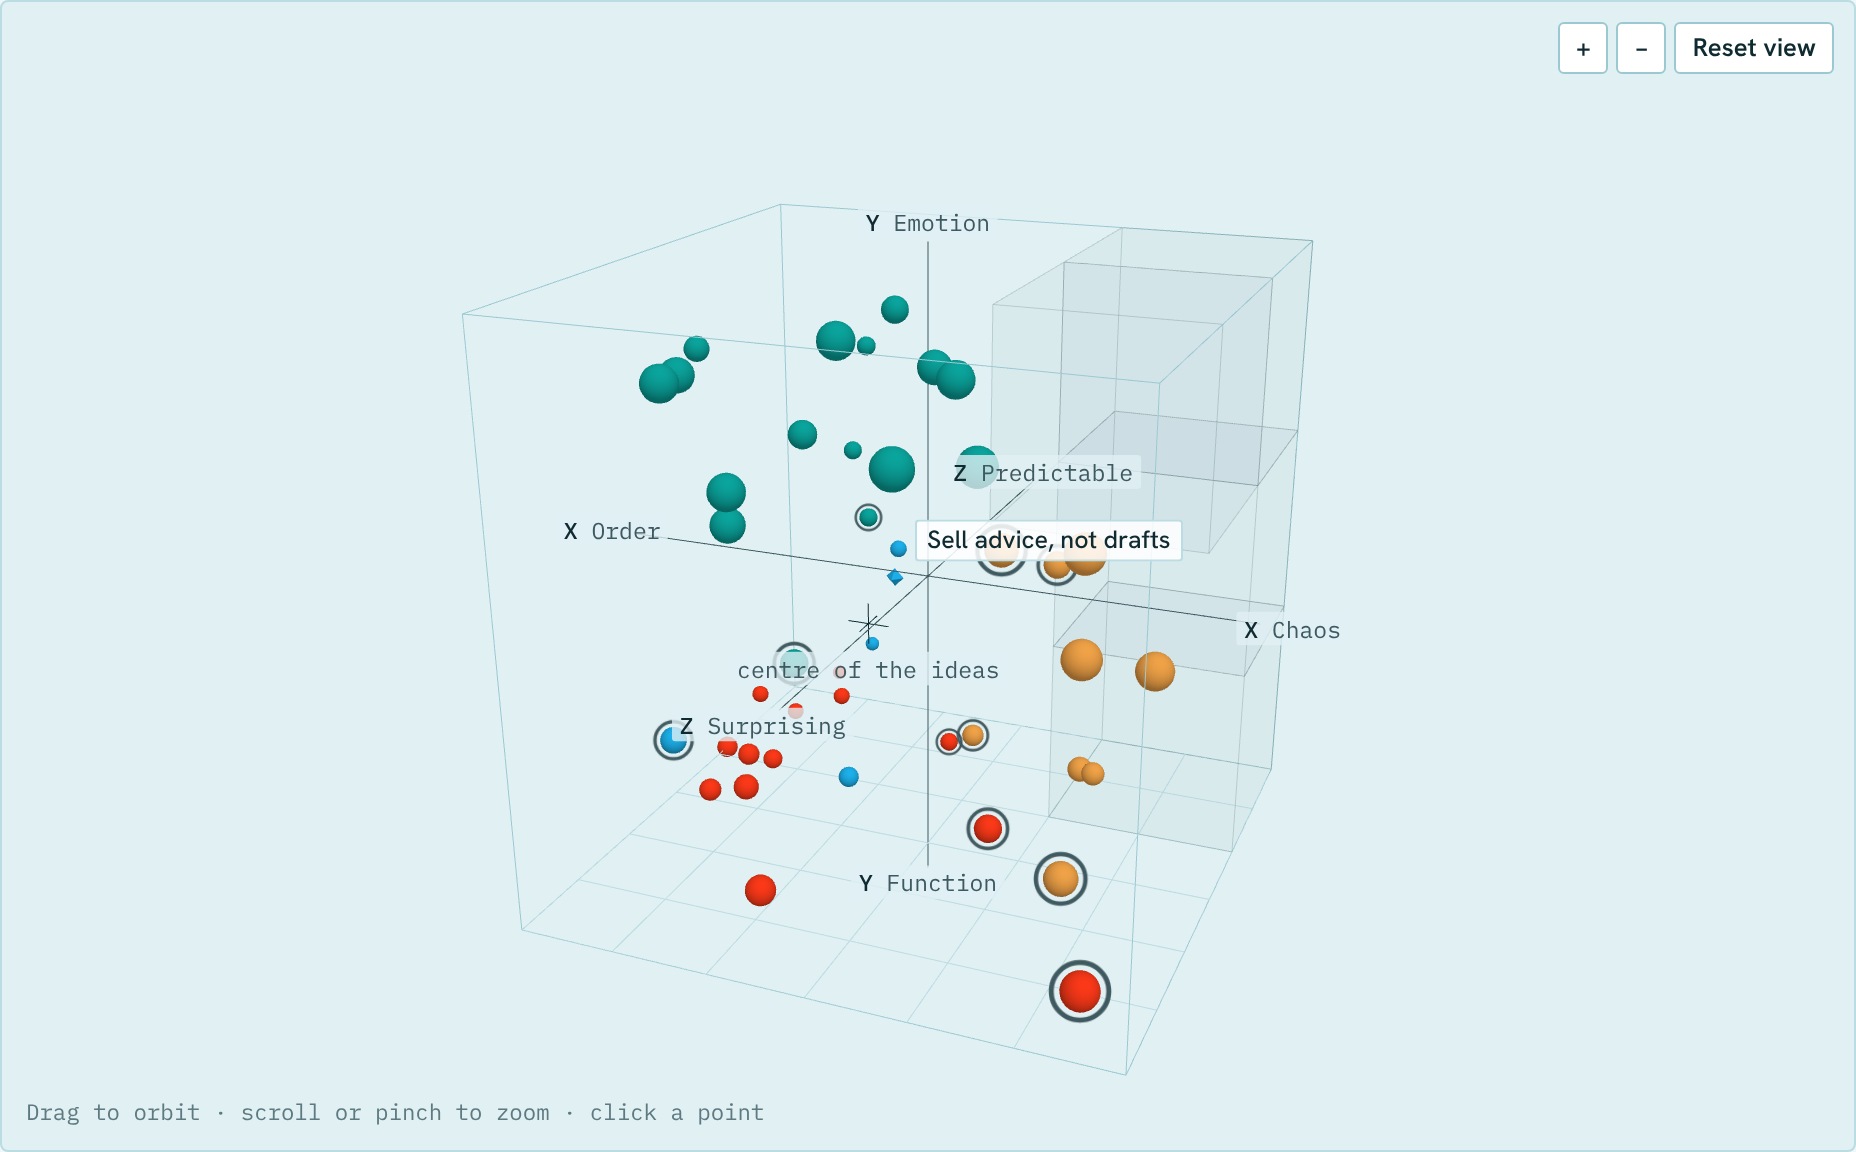 +
–
Reset view
Y Emotion
Z Predictable
X Order
Sell advice, not drafts
X Chaos
centre of the ideas
Z Surprising
Y Function
Drag to orbit · scroll or pinch to zoom · click a point